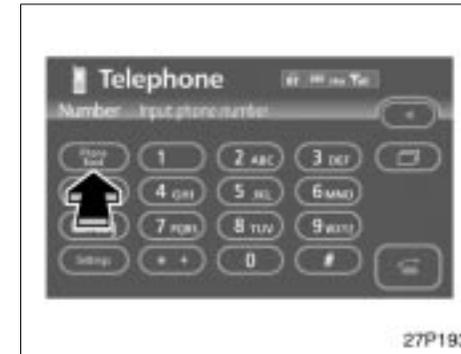 Telephone
Number Input phone number
Phone
book
1 2 ABC 3 DEF
4 GHI 5 JKL 6 MNO
7 PQRS 8 TUV 9 WXYZ
Settings * + 0 #
27P193